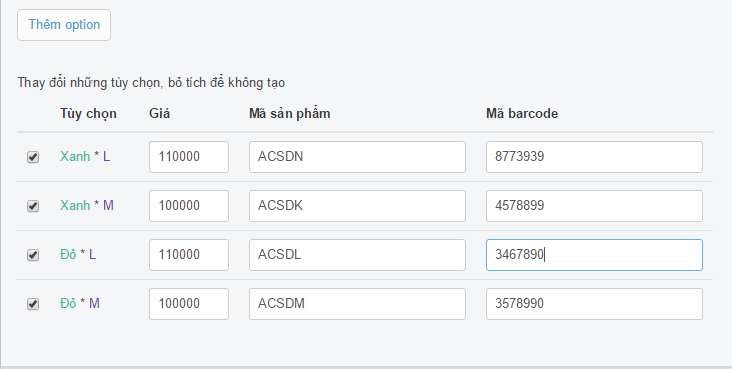 Thêm option
Thay đổi những tùy chọn, bỏ tích để không tạo
Tùy chọn Giá Mã sản phẩm Mã barcode
Xanh * L 110000 ACSDN 8773939
Xanh * M 100000 ACSDK 4578899
Đỏ * L 110000 ACSDL 3467890
Đỏ * M 100000 ACSDM 3578990